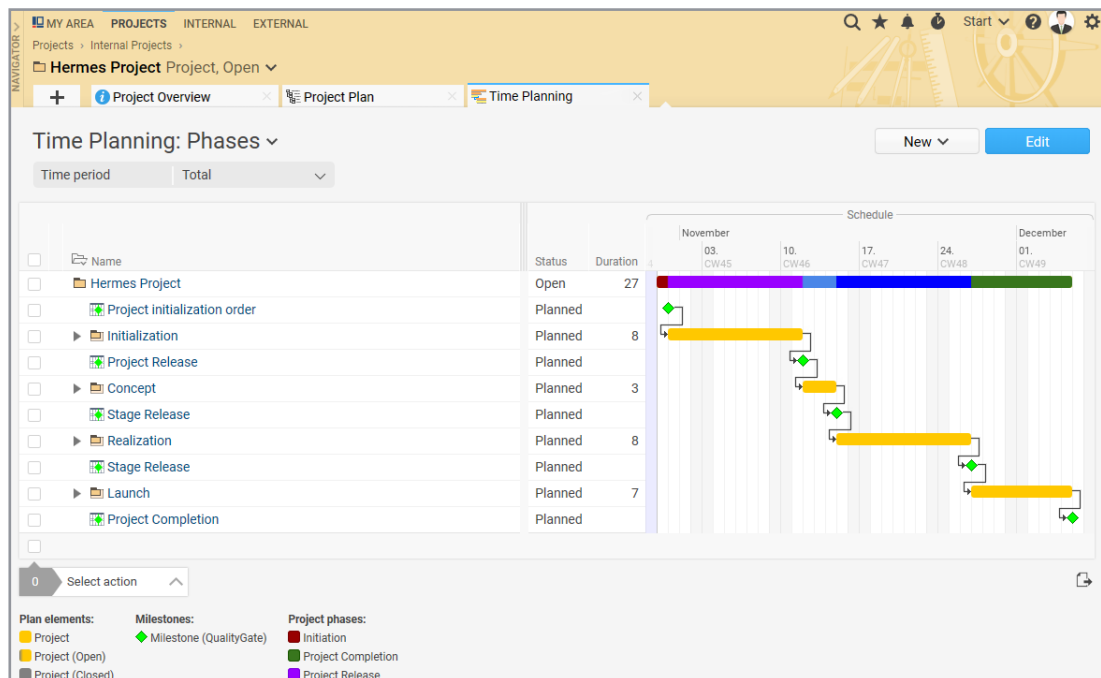 NAVIGATOR >
MY AREA PROJECTS INTERNAL EXTERNAL Start
Projects › Internal Projects ›
Hermes Project Project, Open
+ Project Overview Project Plan Time Planning
Time Planning: Phases
New Edit
Time period Total
Schedule
November December
03. 10. 17. 24. 01.
Name Status Duration 4 CW45 CW46 CW47 CW48 CW49
Hermes Project Open 27
Project initialization order Planned
Initialization Planned 8
Project Release Planned
Concept Planned 3
Stage Release Planned
Realization Planned 8
Stage Release Planned
Launch Planned 7
Project Completion Planned
0 Select action
Plan elements: Milestones: Project phases:
Project Milestone (QualityGate) Initiation
Project (Open) Project Completion
Project (Closed) Project Release